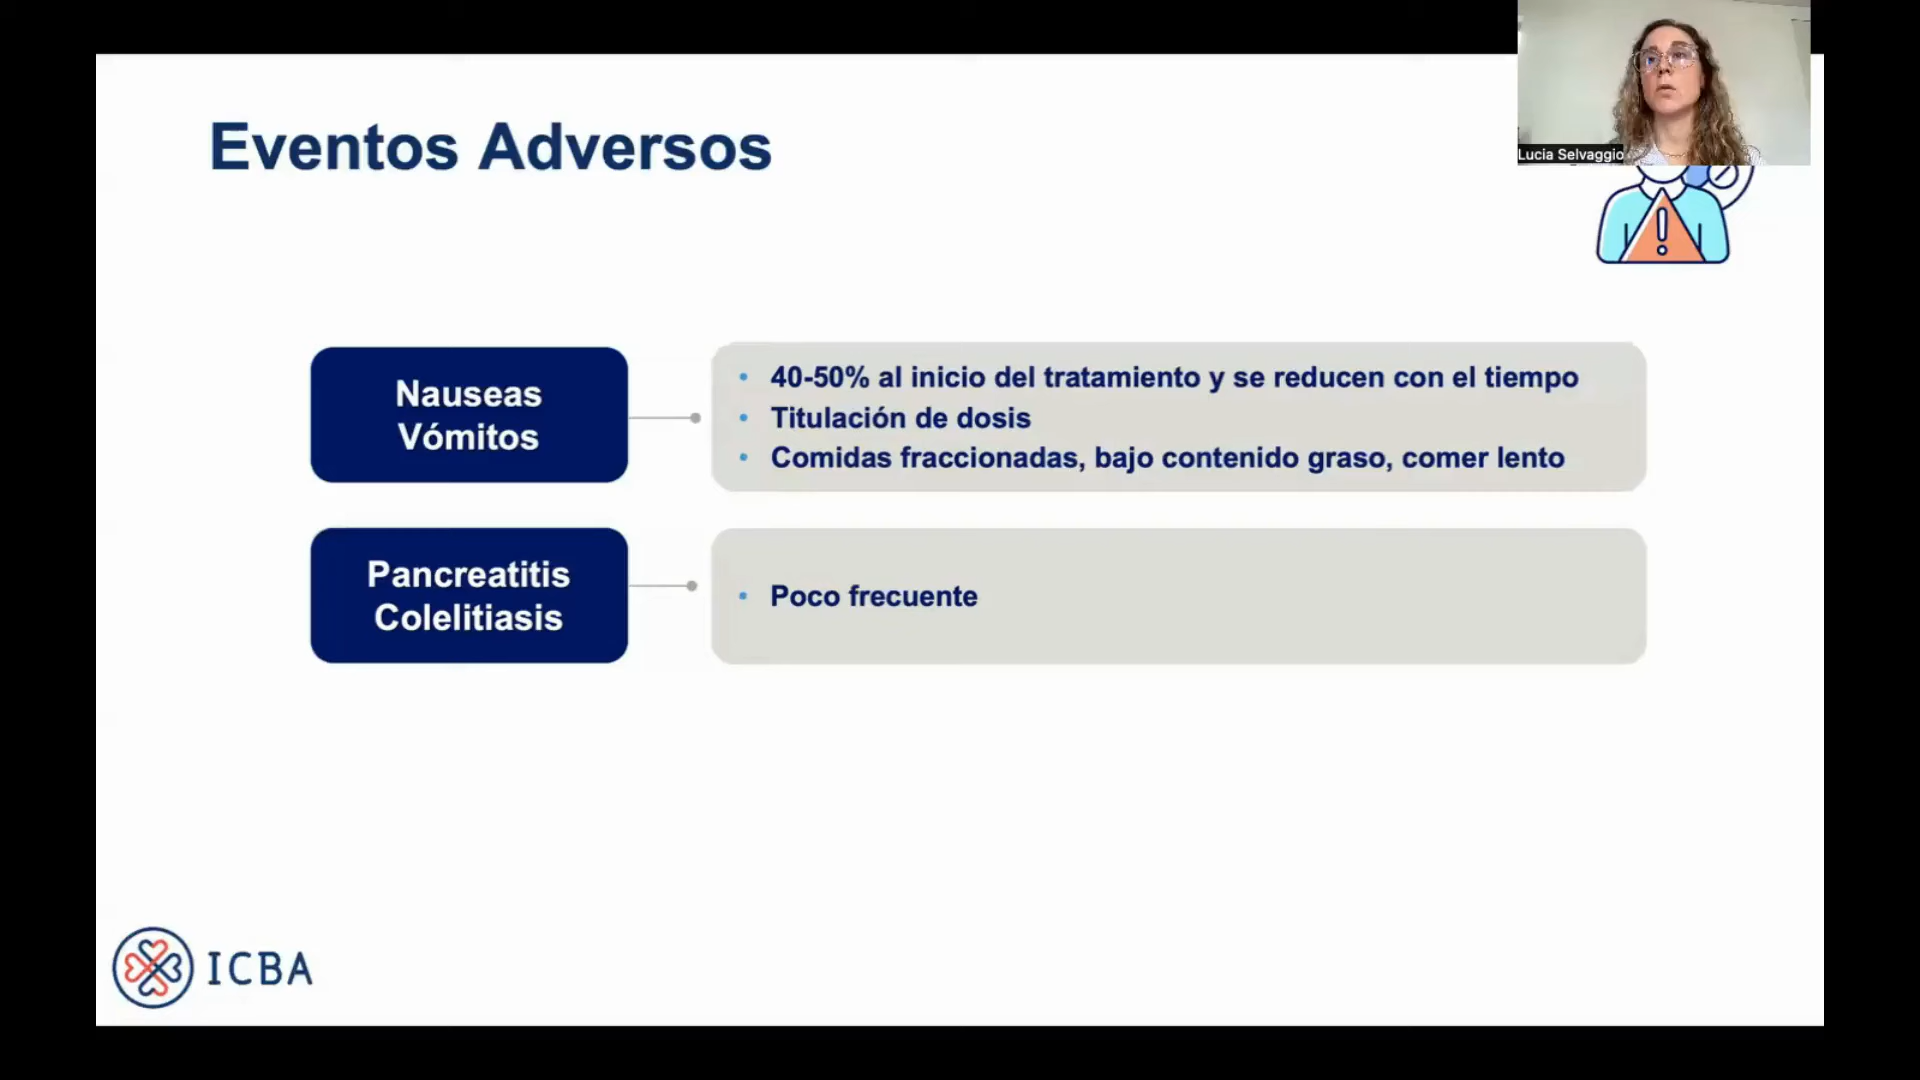 Eventos Adversos
Lucia Selvaggio
Nauseas
Vómitos
• 40-50% al inicio del tratamiento y se reducen con el tiempo
• Titulación de dosis
• Comidas fraccionadas, bajo contenido graso, comer lento
Pancreatitis
Colelitiasis
• Poco frecuente
ICBA